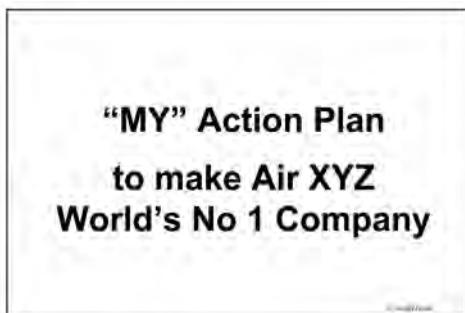 “MY” Action Plan
to make Air XYZ
World’s No 1 Company